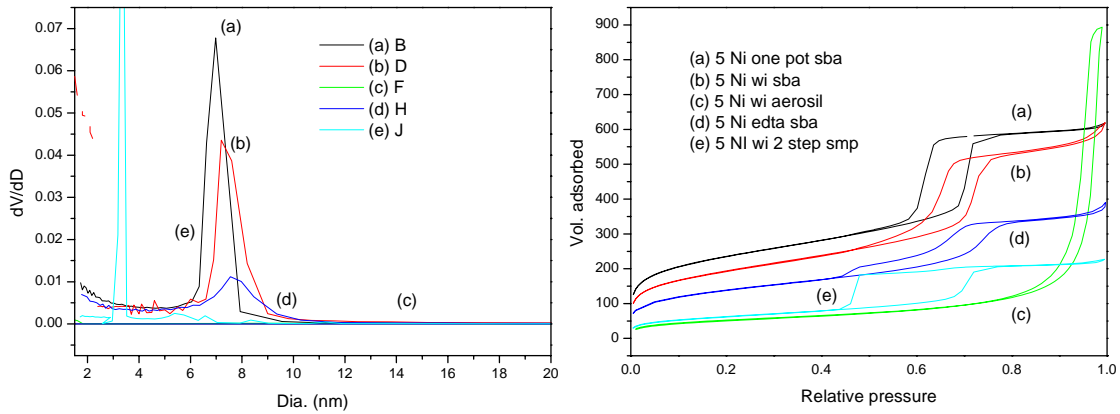 0.07
0.06
0.05
0.04
0.03
0.02
0.01
0.00
dV/dD
2
4
6
8
10
12
14
16
18
20
Dia. (nm)
(a)
(b)
(e)
(d)
(c)
(a) B
(b) D
(c) F
(d) H
(e) J
900
800
700
600
500
400
300
200
100
0
Vol. adsorbed
0.0
0.2
0.4
0.6
0.8
1.0
Relative pressure
(a) 5 Ni one pot sba
(b) 5 Ni wi sba
(c) 5 Ni wi aerosil
(d) 5 Ni edta sba
(e) 5 NI wi 2 step smp
(a)
(b)
(d)
(e)
(c)